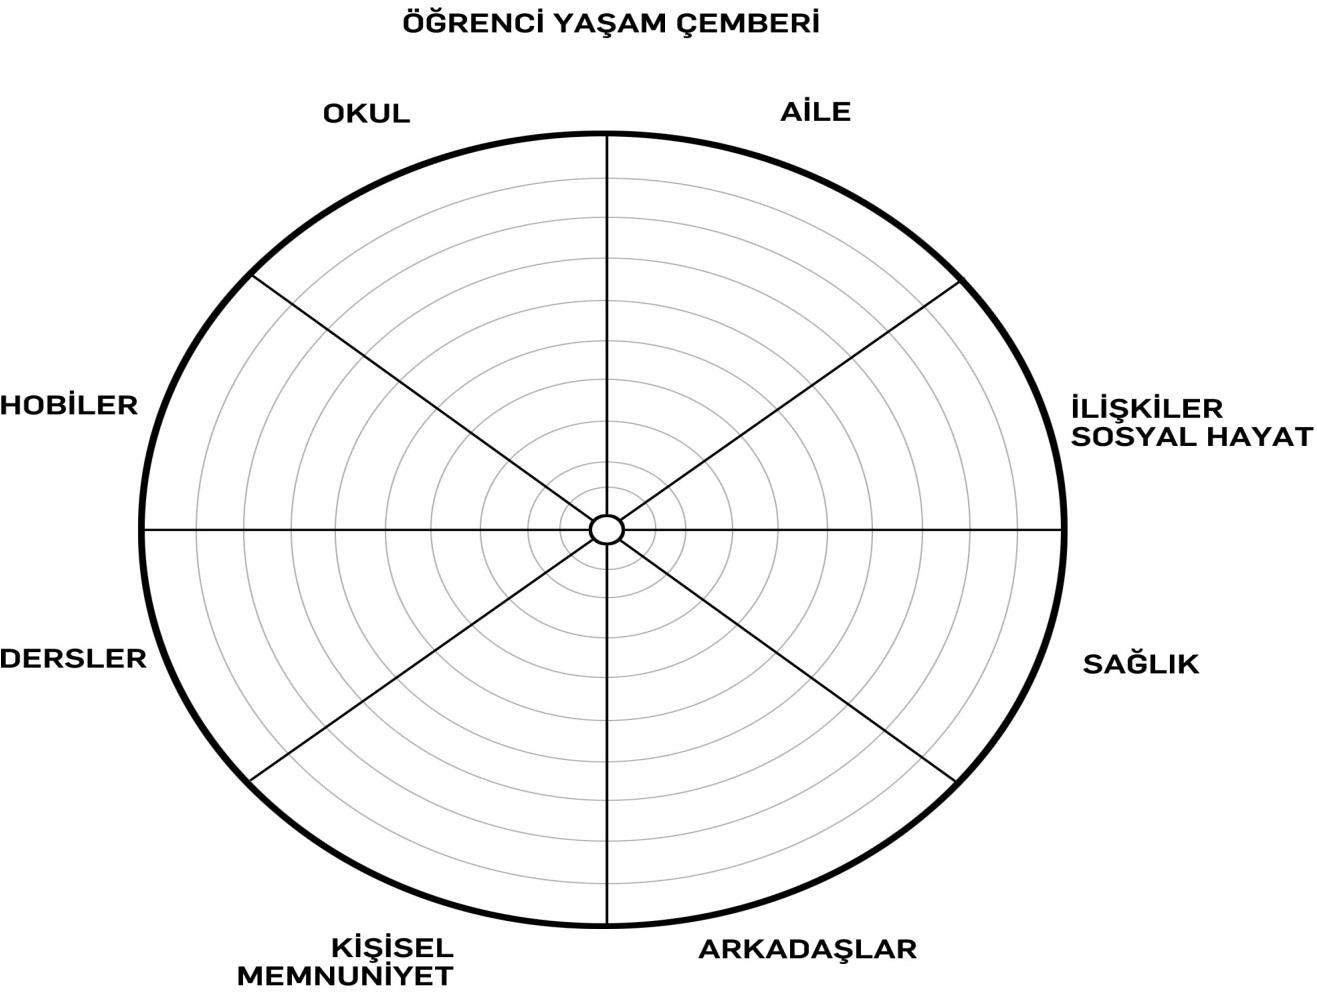 ÖĞRENCİ YAŞAM ÇEMBERİ
OKUL
AİLE
HOBİLER
İLİŞKİLER
SOSYAL HAYAT
DERSLER
SAĞLIK
KİŞİSEL
MEMNUNİYET
ARKADAŞLAR